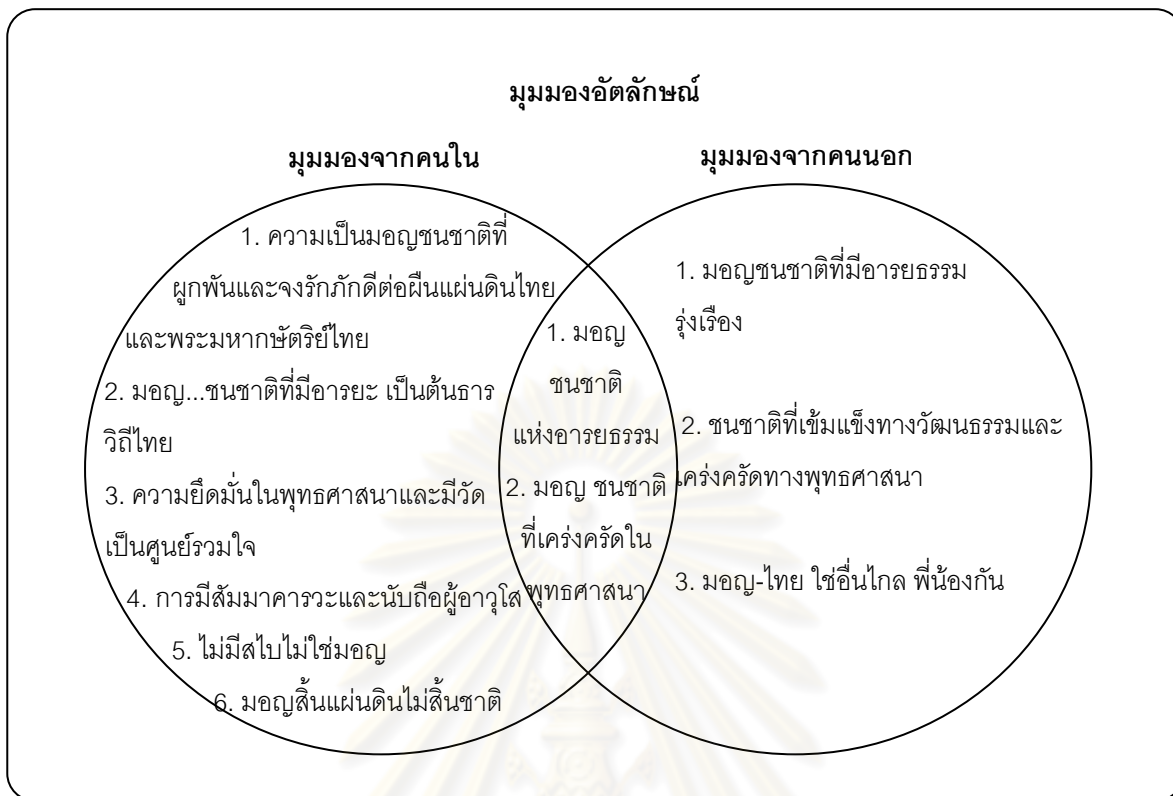 มุมมองอัตลักษณ์
มุมมองจากคนใน
1. ความเป็นมอญชนชาติที่
ผูกพันและจงรักภักดีต่อผืนแผ่นดินไทย
และพระมหากษัตริย์ไทย
2. มอญ...ชนชาติที่มีอารยะ เป็นต้นธาร
วิถีไทย
3. ความยึดมั่นในพุทธศาสนาและมีวัด
เป็นศูนย์รวมใจ
4. การมีสัมมาคารวะและนับถือผู้อาวุโส
5. ไม่มีสไบไม่ใช่มอญ
6. มอญสิ้นแผ่นดินไม่สิ้นชาติ
1. มอญ
ชนชาติ
แห่งอารยธรรม
2. มอญ ชนชาติ
ที่เคร่งครัดใน
พุทธศาสนา
มุมมองจากคนนอก
1. มอญชนชาติที่มีอารยธรรม
รุ่งเรือง
2. ชนชาติที่เข้มแข็งทางวัฒนธรรมและ
เคร่งครัดทางพุทธศาสนา
3. มอญ-ไทย ใช่อื่นไกล พี่น้องกัน